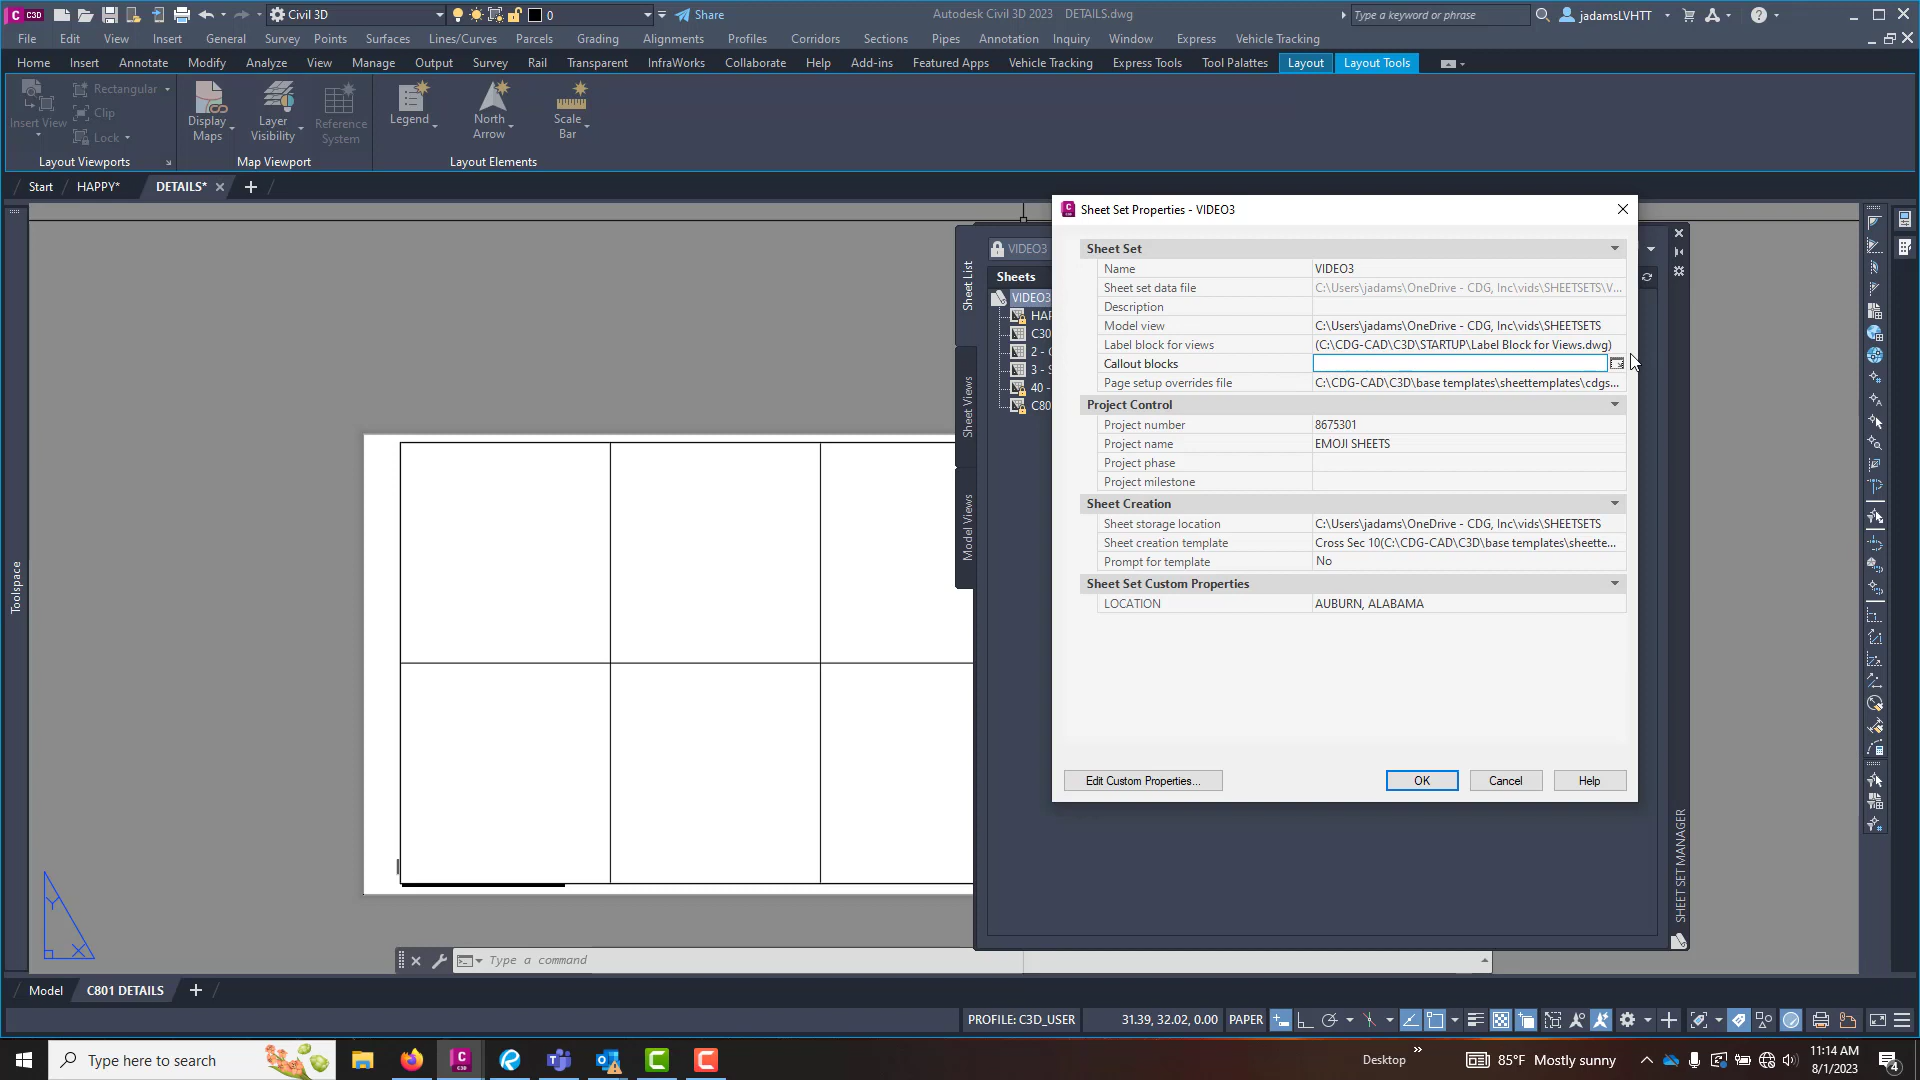 C3D
Civil 3D
0
Share
Autodesk Civil 3D 2023 DETAILS.dwg
Type a keyword or phrase
jadamsLVHTT
File Edit View Insert General Survey Points Surfaces Lines/Curves Parcels Grading Alignments Profiles Corridors Sections Pipes Annotation Inquiry Window Express Vehicle Tracking
Home Insert Annotate Modify Analyze View Manage Output Survey Rail Transparent InfraWorks Collaborate Help Add-ins Featured Apps Vehicle Tracking Express Tools Tool Palettes Layout Layout Tools
Insert View
Rectangular
Clip
Lock
Display Maps
Layer Visibility
Reference System
Legend
North Arrow
Scale Bar
Layout Viewports
Map Viewport
Layout Elements
Start HAPPY* DETAILS*
Toolspace
Sheet List
Sheet Views
Model Views
VIDEO3
Sheets
VIDEO3
HAP
C30
2 - C
3 - S
40 -
C80
SHEET SET MANAGER
Sheet Set Properties - VIDEO3
Sheet Set
Name VIDEO3
Sheet set data file C:\Users\jadams\OneDrive - CDG, Inc\vids\SHEETSETS\V...
Description
Model view C:\Users\jadams\OneDrive - CDG, Inc\vids\SHEETSETS
Label block for views (C:\CDG-CAD\C3D\STARTUP\Label Block for Views.dwg)
Callout blocks
Page setup overrides file C:\CDG-CAD\C3D\base templates\sheettemplates\cdgs...
Project Control
Project number 8675301
Project name EMOJI SHEETS
Project phase
Project milestone
Sheet Creation
Sheet storage location C:\Users\jadams\OneDrive - CDG, Inc\vids\SHEETSETS
Sheet creation template Cross Sec 10(C:\CDG-CAD\C3D\base templates\sheette...
Prompt for template No
Sheet Set Custom Properties
LOCATION AUBURN, ALABAMA
Edit Custom Properties... OK Cancel Help
Y
X
Type a command
Model C801 DETAILS
PROFILE: C3D_USER 31.39, 32.02, 0.00 PAPER
Type here to search
Desktop
85°F Mostly sunny
11:14 AM
8/1/2023
4